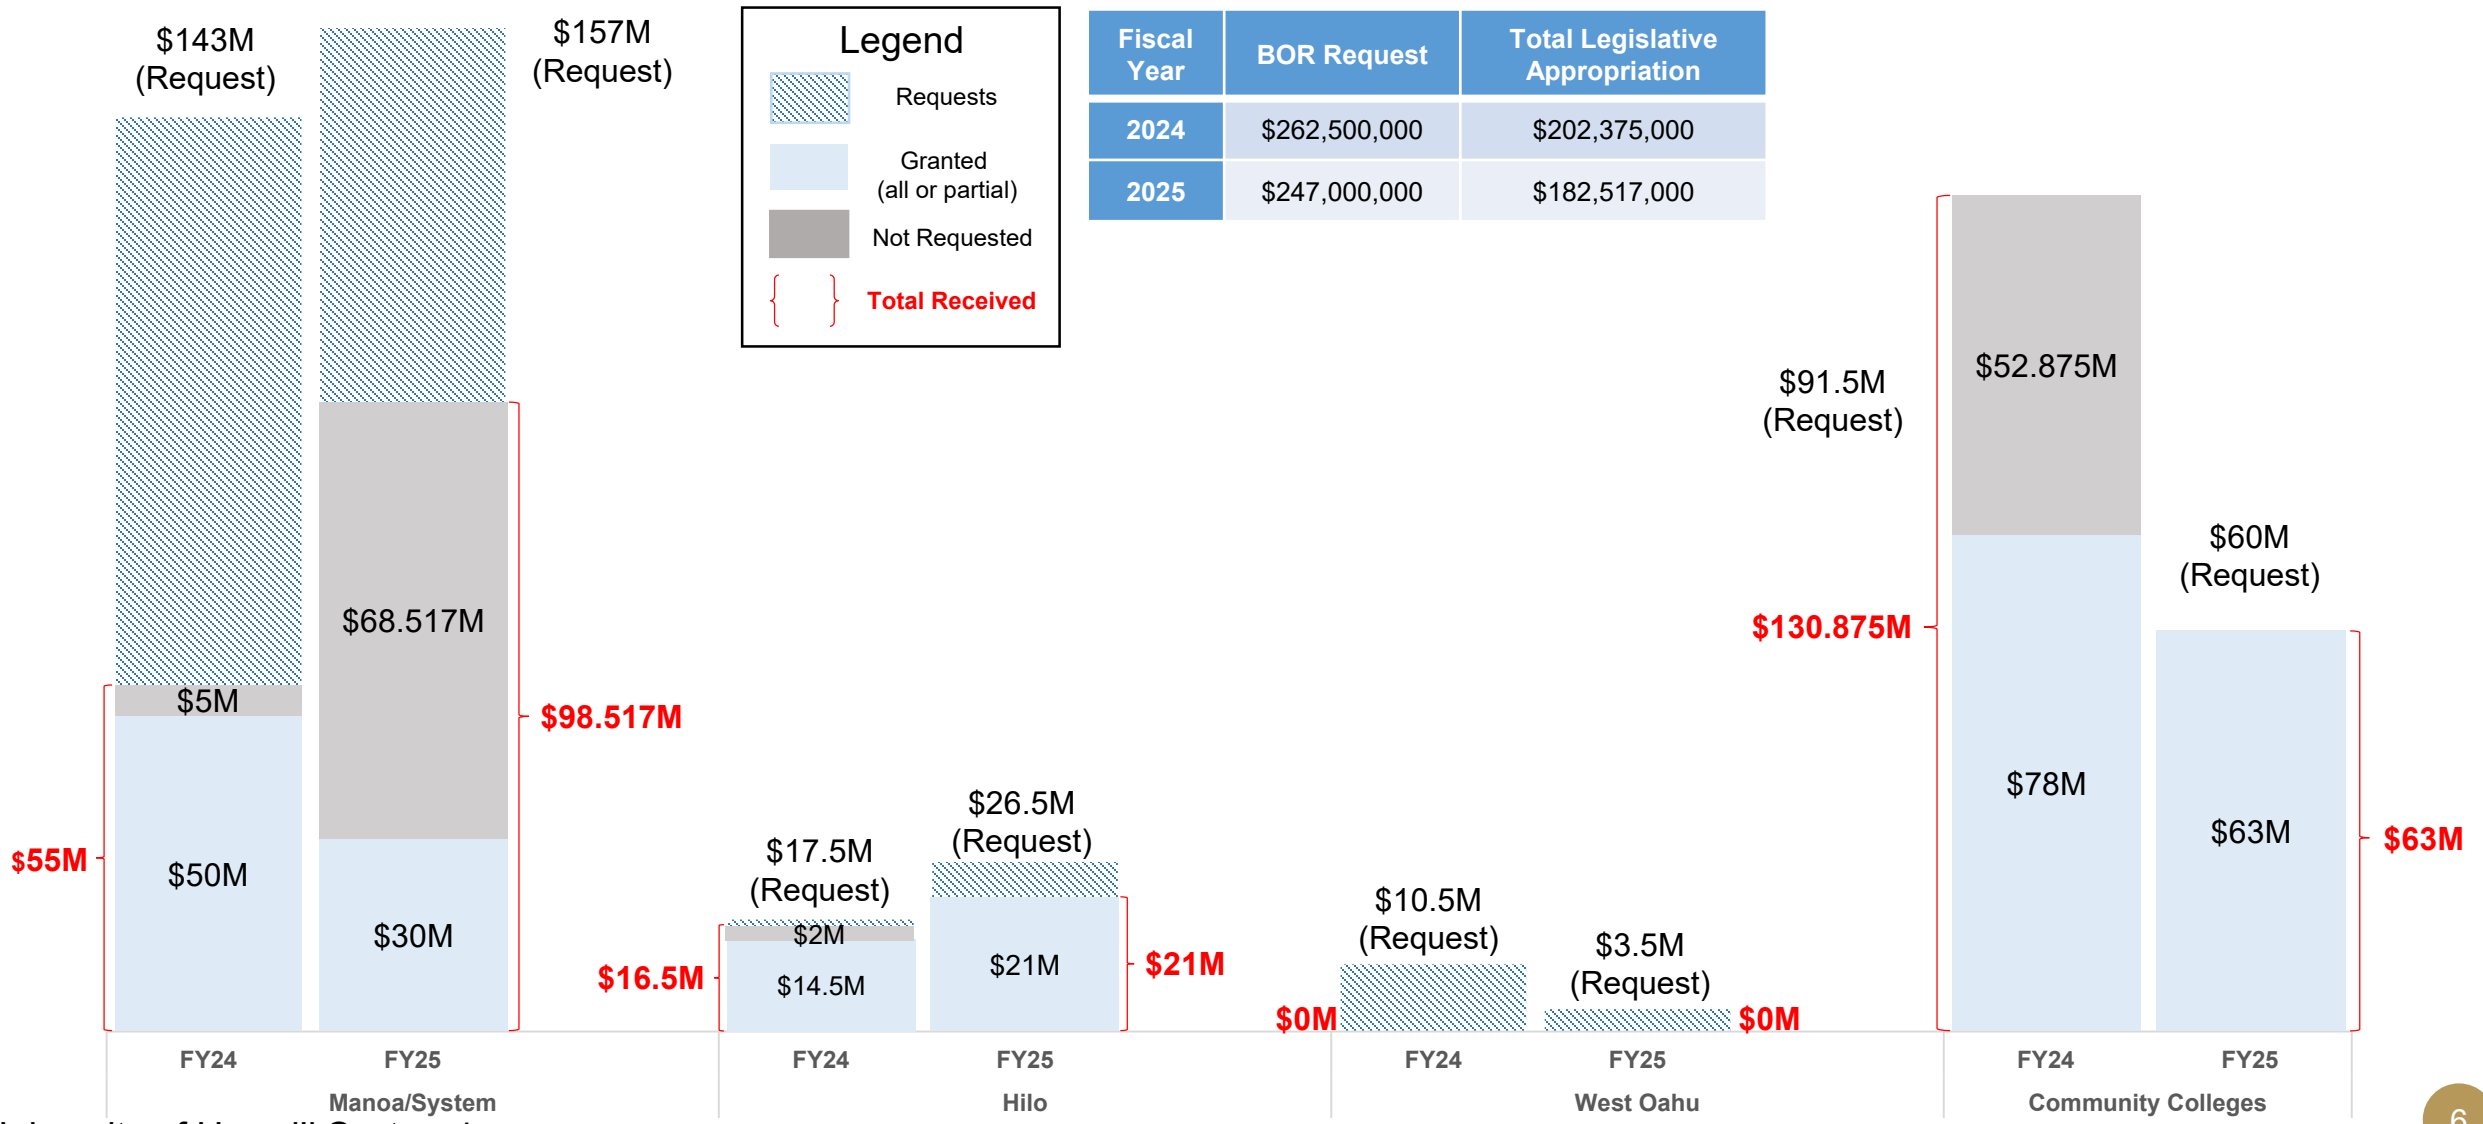 $143M
(Request)
$157M
(Request)
Legend
Requests
Granted
(all or partial)
Not Requested
Total Received
Fiscal
Year
BOR Request
Total Legislative
Appropriation
2024
$262,500,000
$202,375,000
2025
$247,000,000
$182,517,000
$5M
$50M
$55M
$68.517M
$30M
$98.517M
$17.5M
(Request)
$2M
$14.5M
$16.5M
$26.5M
(Request)
$21M
$21M
$10.5M
(Request)
$0M
$3.5M
(Request)
$0M
$91.5M
(Request)
$52.875M
$78M
$130.875M
$60M
(Request)
$63M
$63M
FY24
FY25
FY24
FY25
FY24
FY25
FY24
FY25
Manoa/System
Hilo
West Oahu
Community Colleges
6